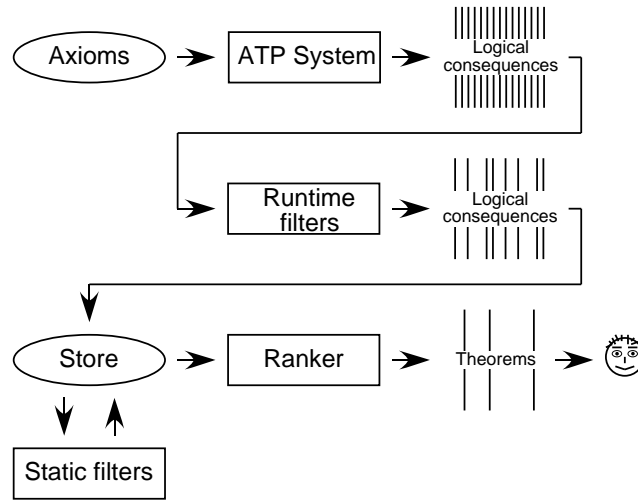 Axioms
ATP System
Logical
consequences
Runtime
filters
Logical
consequences
Store
Ranker
Theorems
Static filters